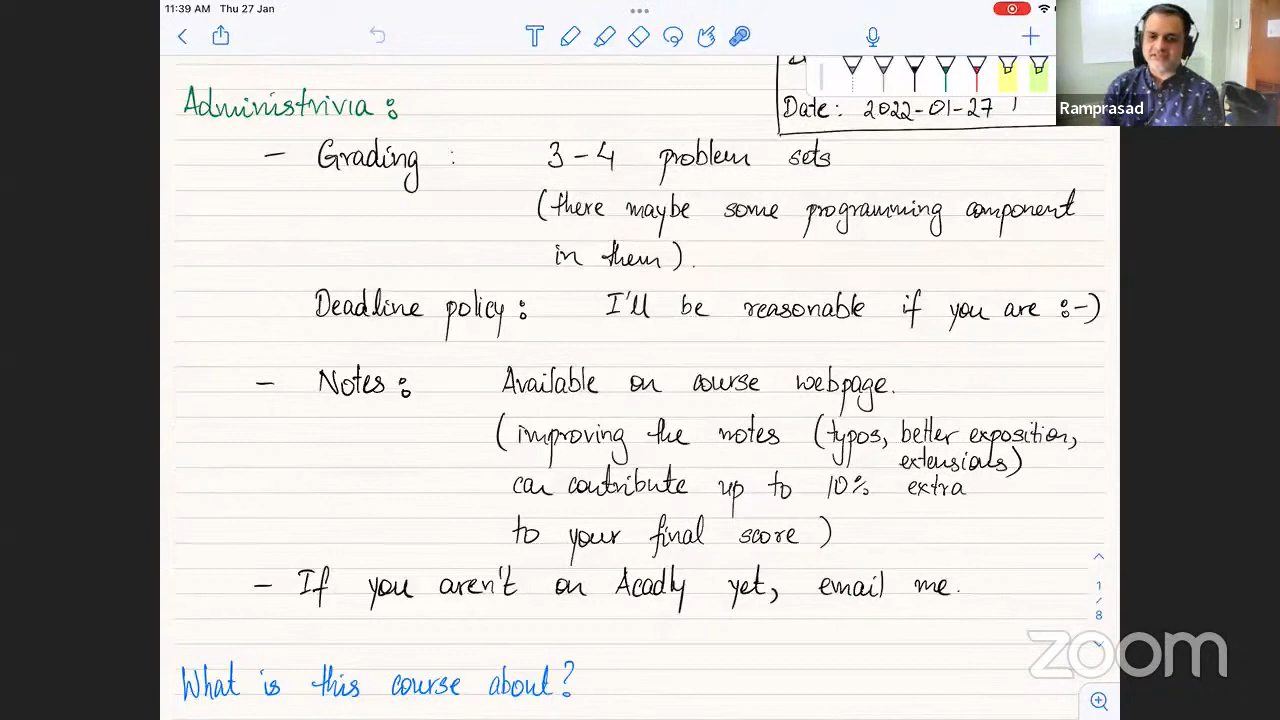 11:39 AM Thu 27 Jan
Date: 2022-01-27
Ramprasad
Administrivia:
- Grading : 3-4 problem sets
(there maybe some programming component
in them).
Deadline policy: I'll be reasonable if you are :-)
- Notes: Available on course webpage.
(improving the notes (typos, better exposition,
extensions)
can contribute up to 10% extra
to your final score)
- If you aren't on Acadly yet, email me.
1
/
8
zoom
What is this course about?